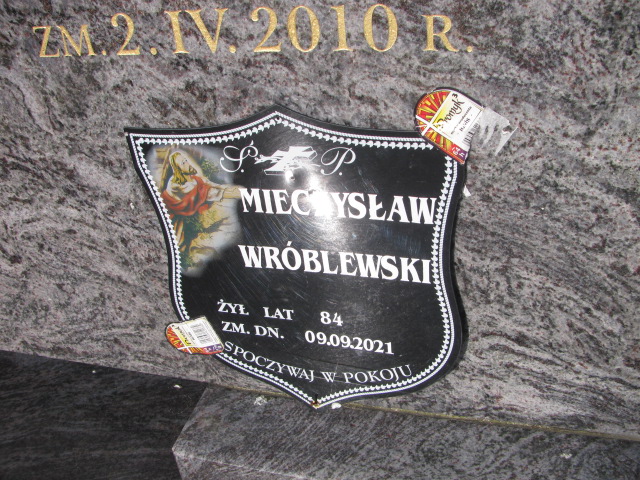 ZM. 2. IV. 2010 R.
Ś. P.
MIECZYSŁAW
WRÓBLEWSKI
ŻYŁ LAT 84
ZM. DN. 09.09.2021
SPOCZYWAJ W POKOJU